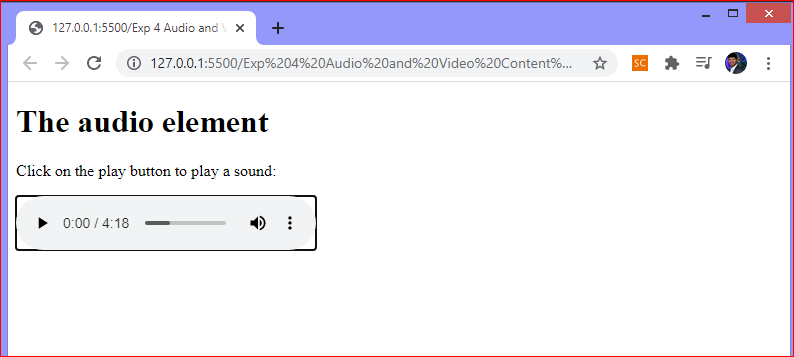 127.0.0.1:5500/Exp 4 Audio and V
127.0.0.1:5500/Exp%204%20Audio%20and%20Video%20Content%...
SC
The audio element
Click on the play button to play a sound:
0:00 / 4:18